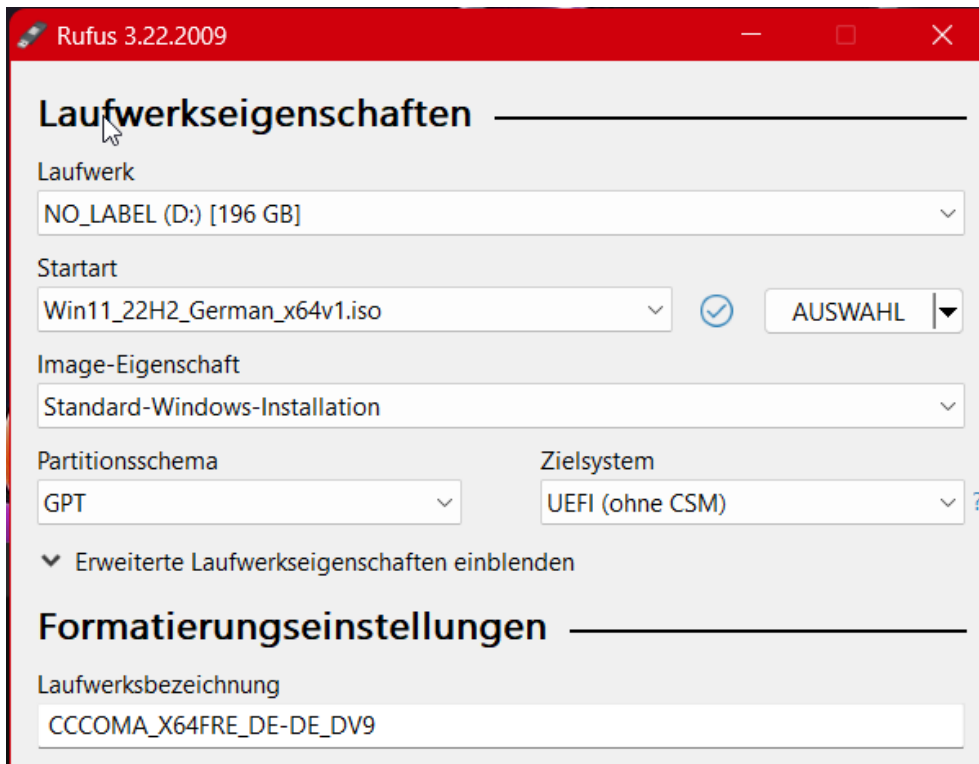 Rufus 3.22.2009
Laufwerkseigenschaften
Laufwerk
NO_LABEL (D:) [196 GB]
Startart
Win11_22H2_German_x64v1.iso
AUSWAHL
Image-Eigenschaft
Standard-Windows-Installation
Partitionsschema
Zielsystem
GPT
UEFI (ohne CSM)
?
Erweiterte Laufwerkseigenschaften einblenden
Formatierungseinstellungen
Laufwerksbezeichnung
CCCOMA_X64FRE_DE-DE_DV9